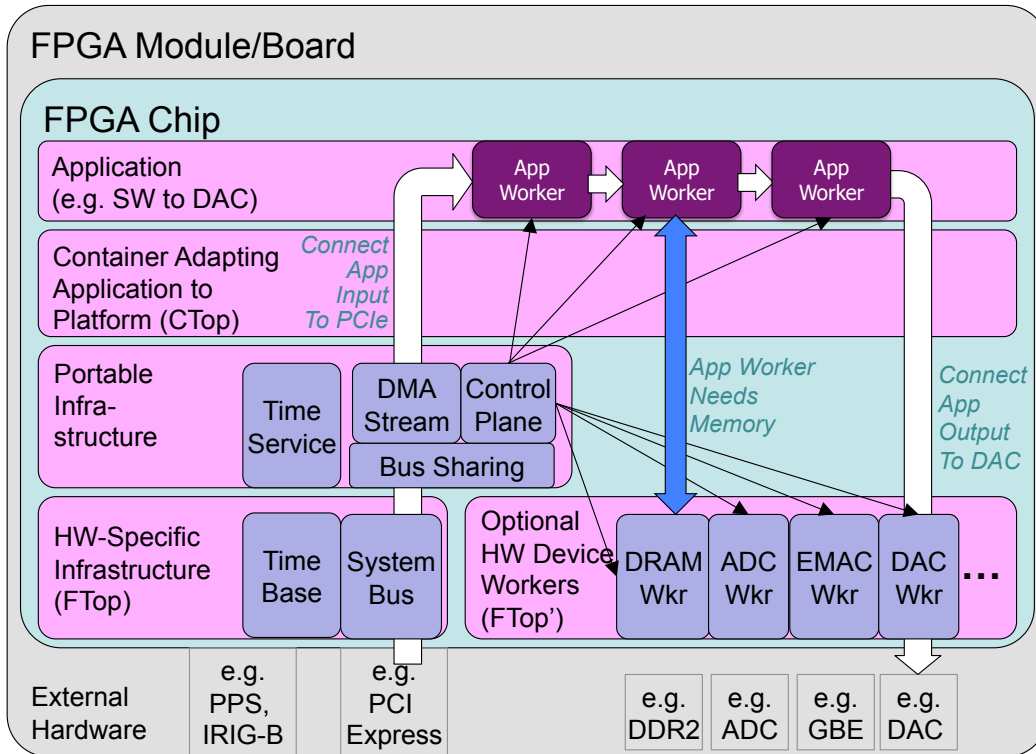 FPGA Module/Board
FPGA Chip
Application
(e.g. SW to DAC)
App
Worker
App
Worker
App
Worker
Container Adapting
Application to
Platform (CTop)
Connect
App
Input
To PCIe
Portable
Infra-
structure
Time
Service
DMA
Stream
Control
Plane
Bus Sharing
App Worker
Needs
Memory
Connect
App
Output
To DAC
HW-Specific
Infrastructure
(FTop)
Time
Base
System
Bus
Optional
HW Device
Workers
(FTop')
DRAM
Wkr
ADC
Wkr
EMAC
Wkr
DAC
Wkr
...
External
Hardware
e.g.
PPS,
IRIG-B
e.g.
PCI
Express
e.g.
DDR2
e.g.
ADC
e.g.
GBE
e.g.
DAC